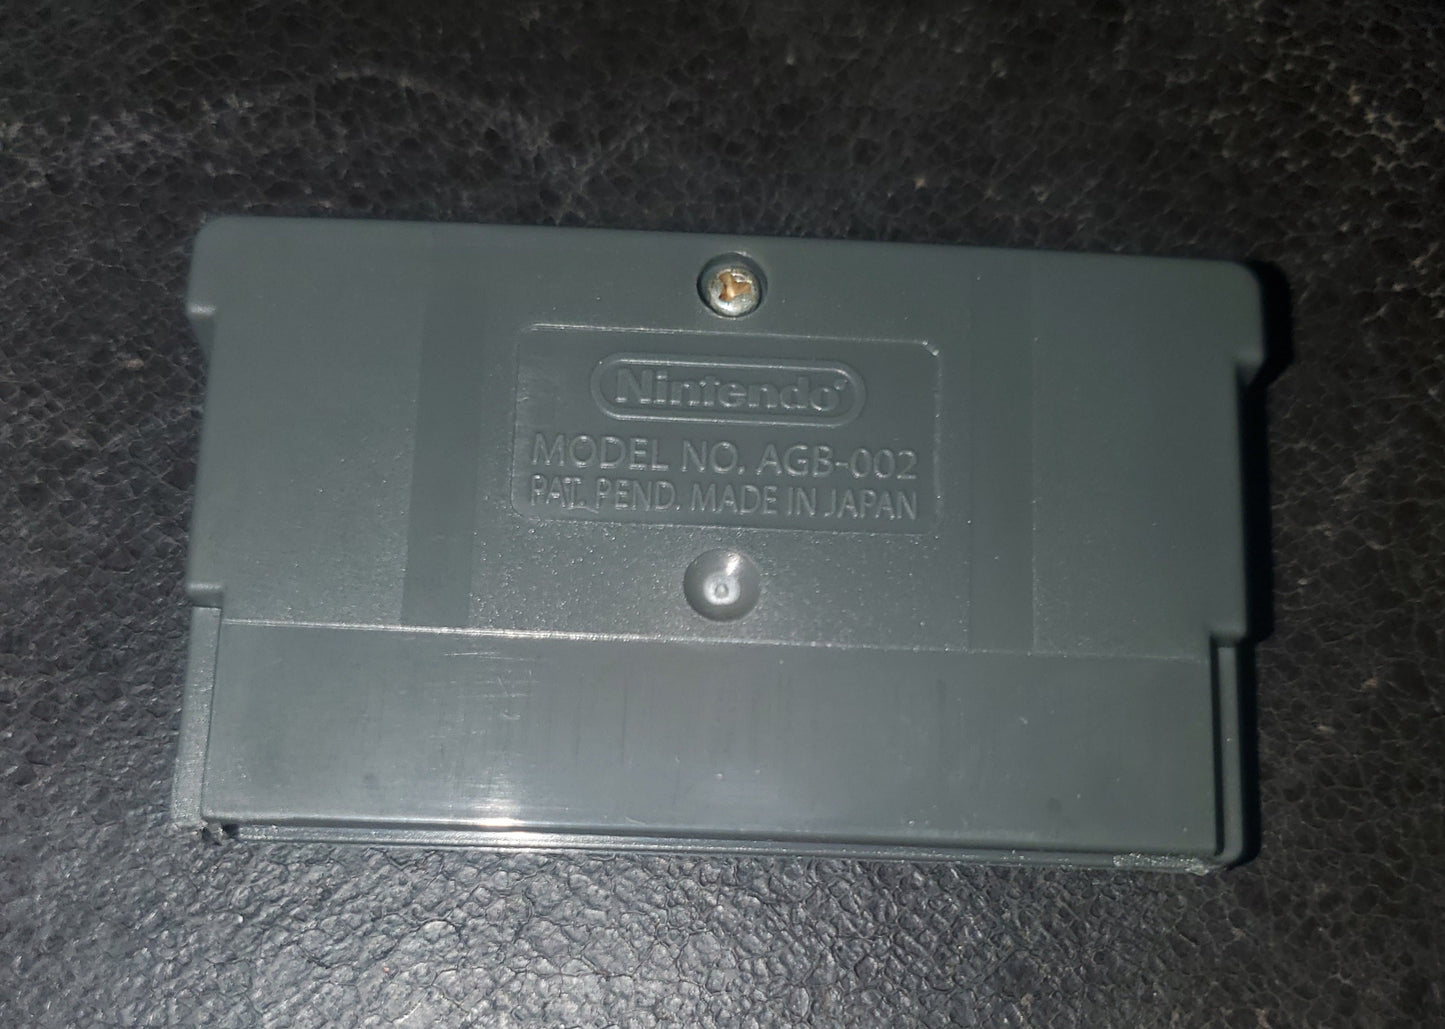 Nintendo®
MODEL NO. AGB-002
PAT. PEND. MADE IN JAPAN